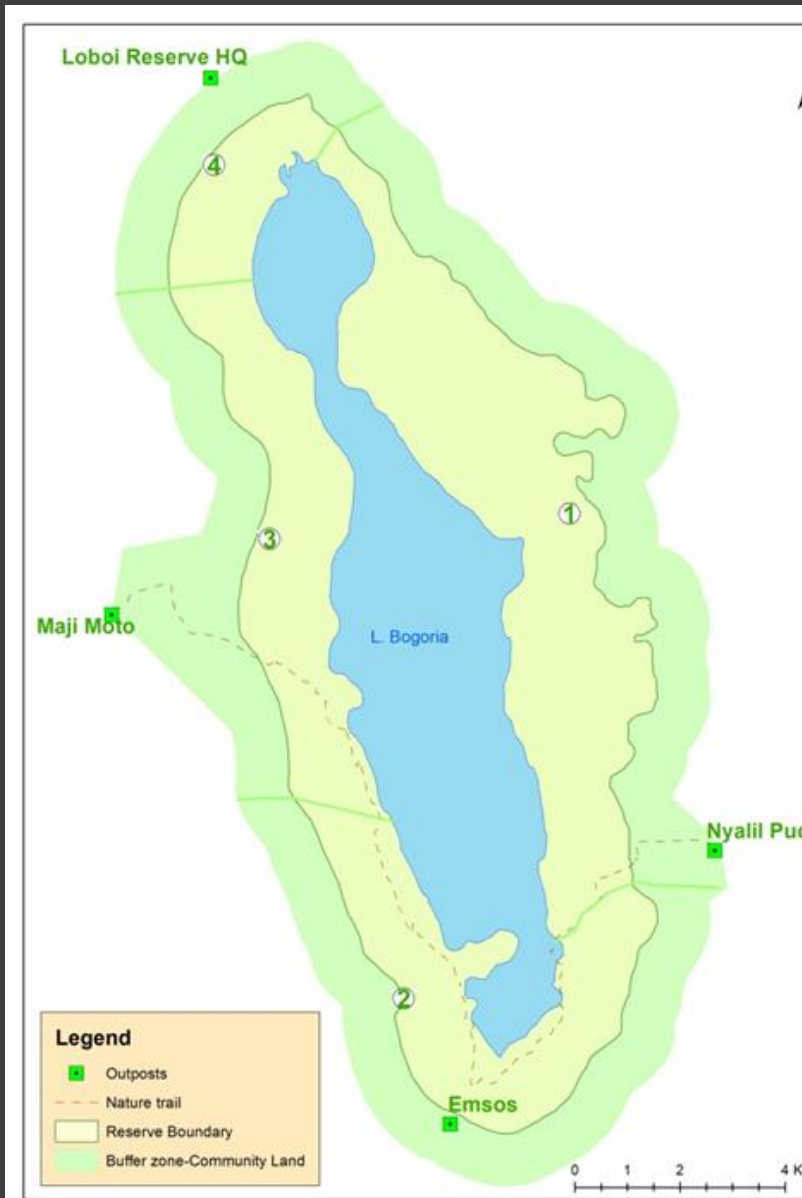 Loboi Reserve HQ
4
1
3
Maji Moto
L. Bogoria
Nyalil
2
Emsos
Legend
Outposts
Nature trail
Reserve Boundary
Buffer zone-Community Land
0 1 2 4